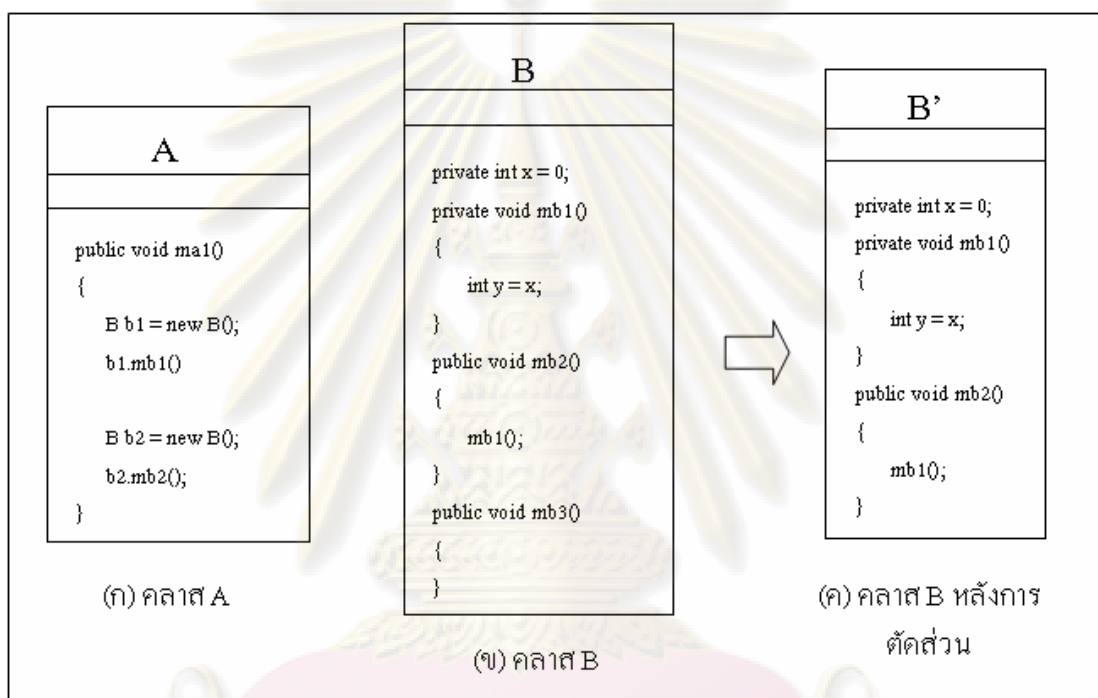 A
public void ma1()
{
B b1 = new B();
b1.mb1()
B b2 = new B();
b2.mb2();
}
(ก) คลาส A
B
private int x = 0;
private void mb1()
{
int y = x;
}
public void mb2()
{
mb1();
}
public void mb3()
{
}
(ข) คลาส B
B’
private int x = 0;
private void mb1()
{
int y = x;
}
public void mb2()
{
mb1();
}
(ค) คลาส B หลังการ
ตัดส่วน